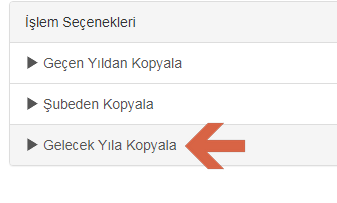 İşlem Seçenekleri
Geçen Yıldan Kopyala
Şubeden Kopyala
Gelecek Yıla Kopyala